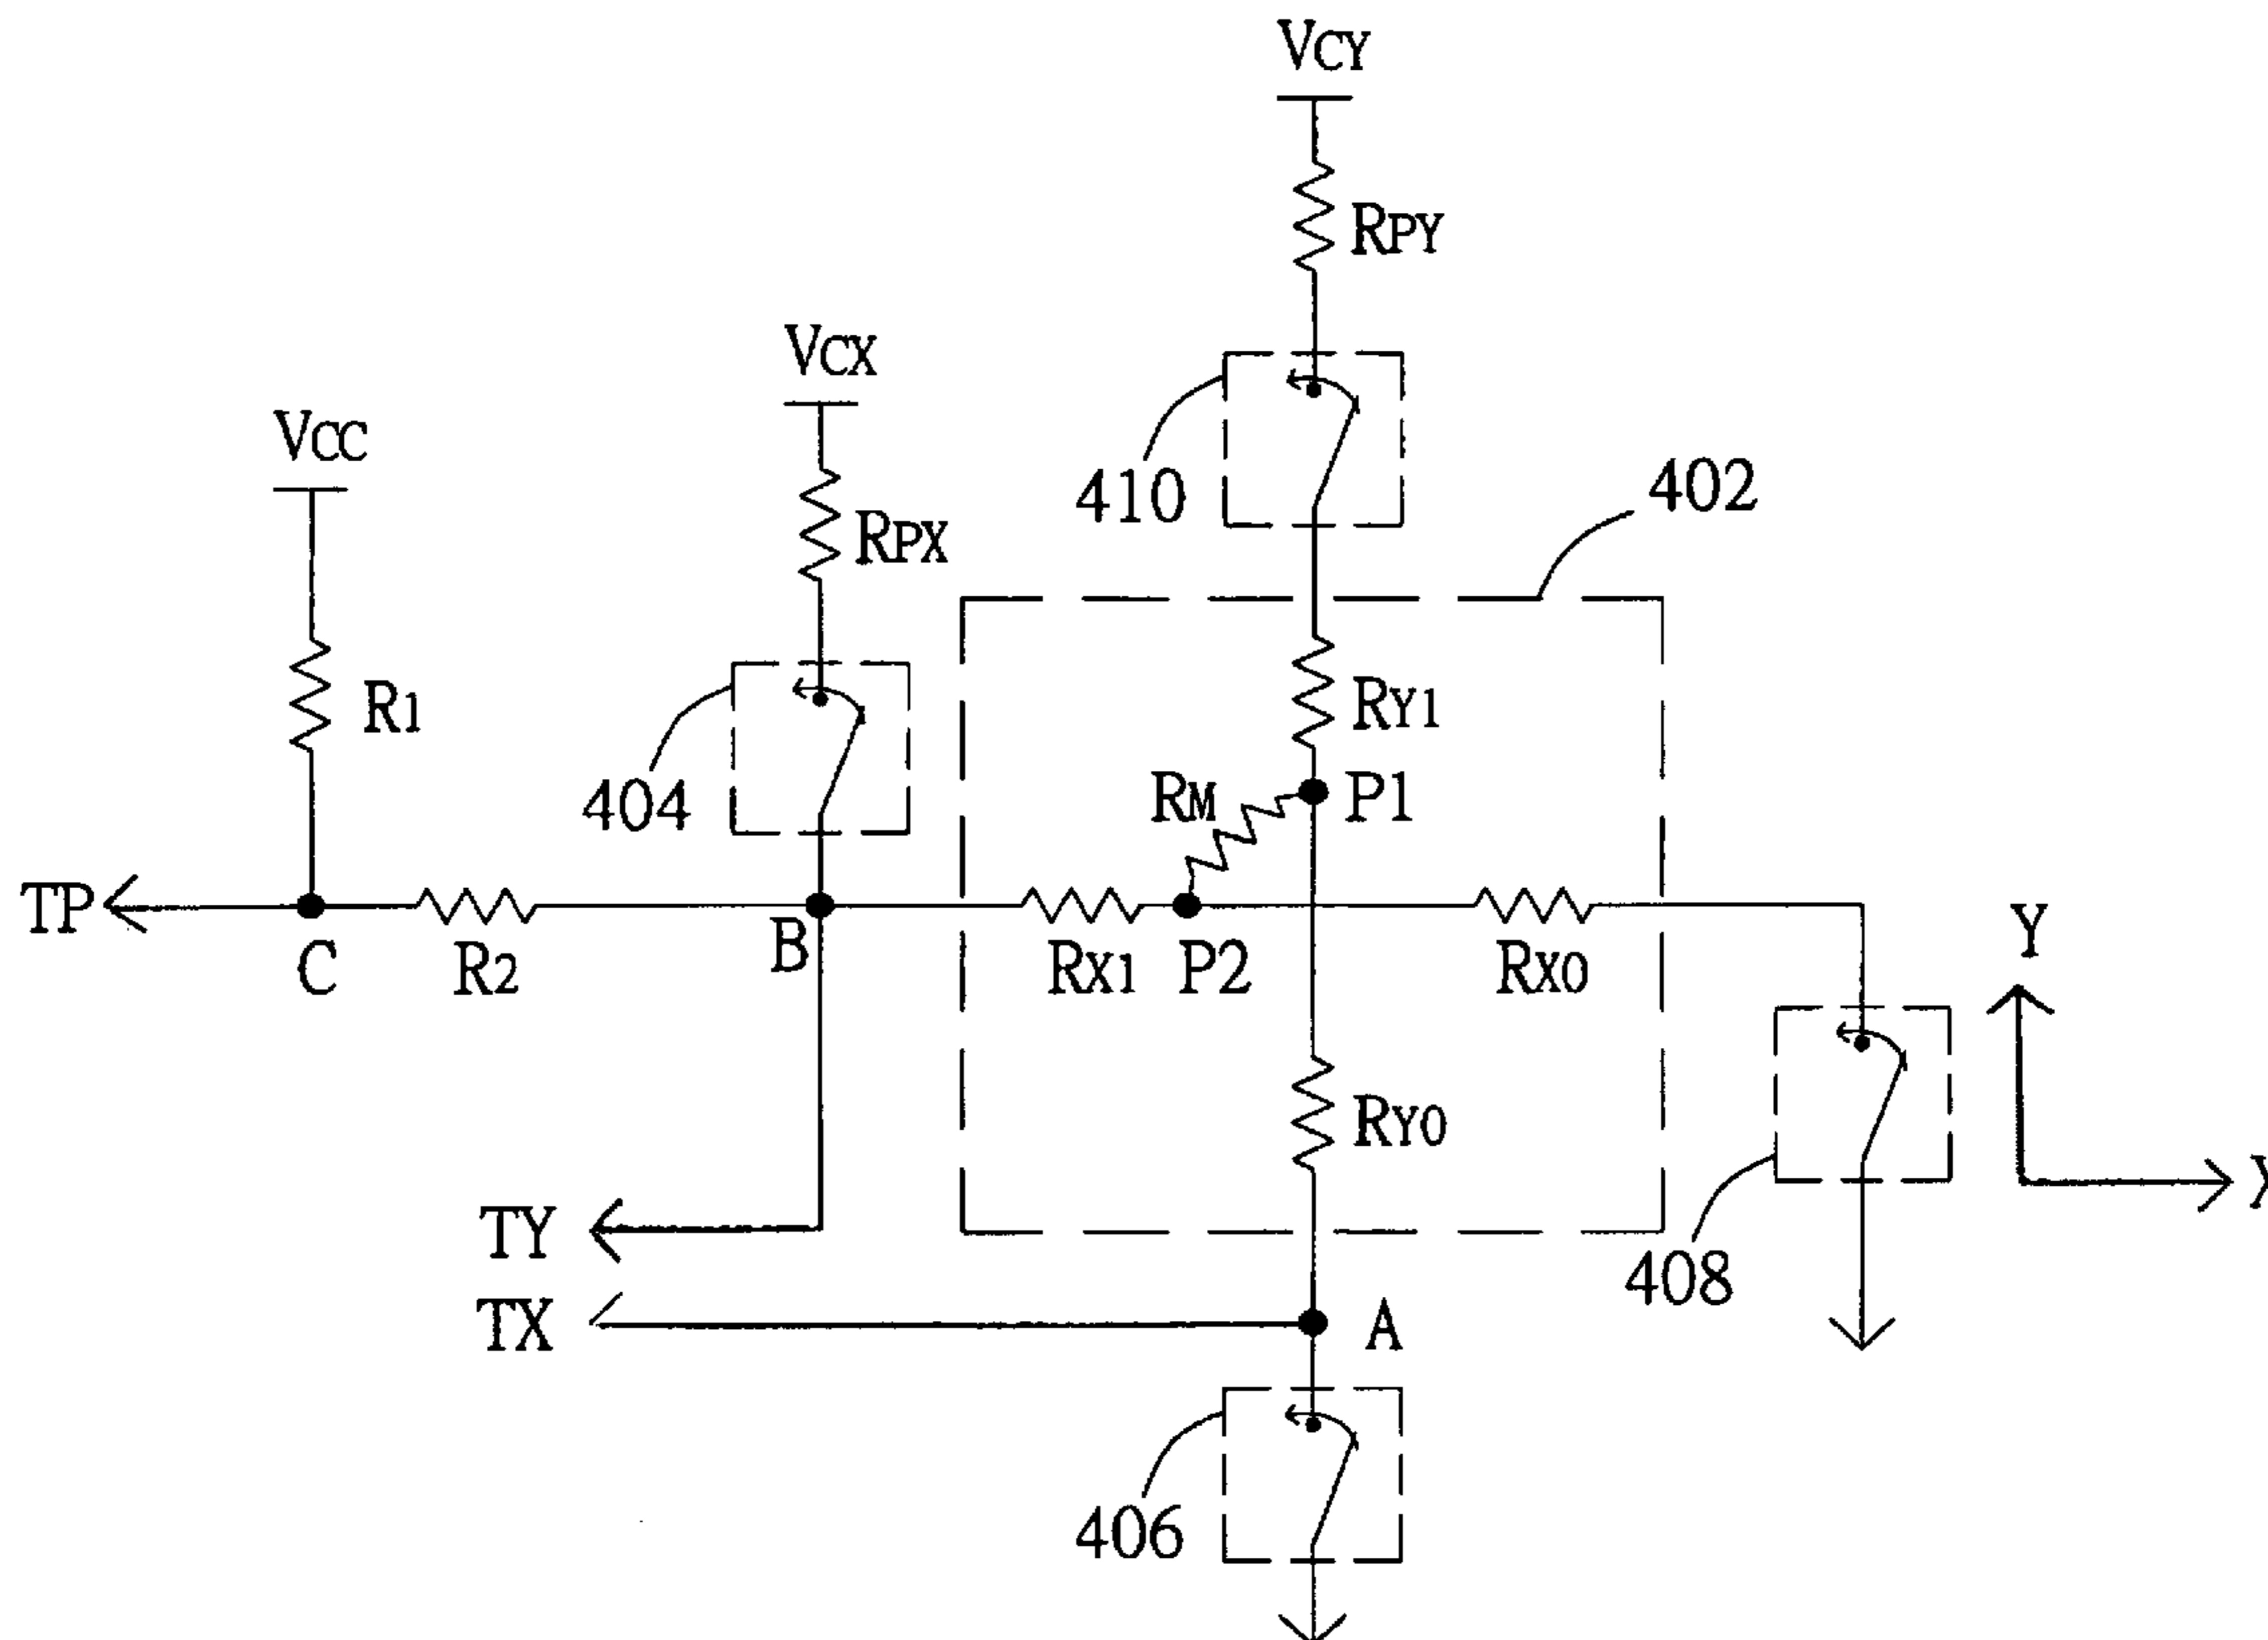 VCY
RPY
VCX
VCC
410
402
RPX
R1
RY1
404
RM
P1
TP
C
R2
B
RX1
P2
RX0
Y
RY0
X
TY
408
TX
A
406